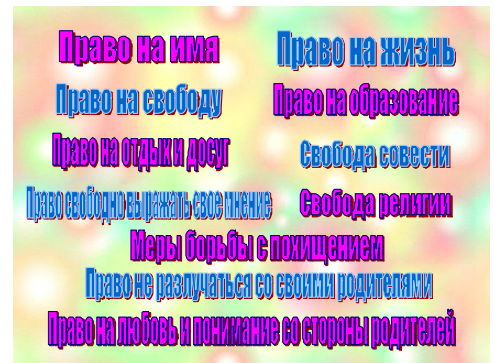 Право на имя
Право на жизнь
Право на свободу
Право на образование
Право на отдых и досуг
Свобода совести
Право свободно выражать свое мнение
Свобода религии
Меры борьбы с похищением
Право не разлучаться со своими родителями
Право на любовь и понимание со стороны родителей